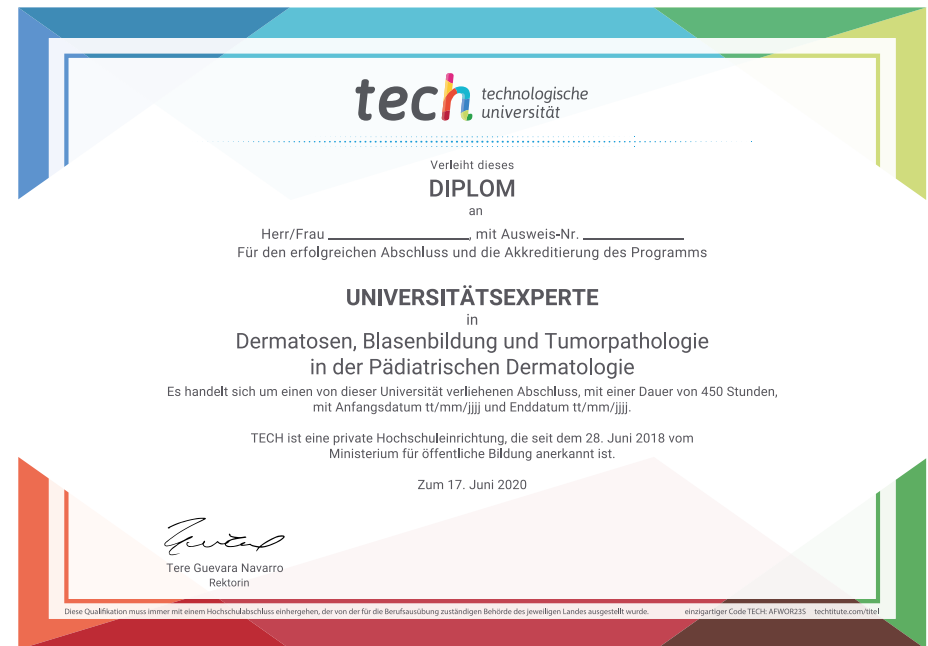 tech technologische
universität
Verleiht dieses
DIPLOM
an
Herr/Frau ____________________, mit Ausweis-Nr. ______________
Für den erfolgreichen Abschluss und die Akkreditierung des Programms
UNIVERSITÄTSEXPERTE
in
Dermatosen, Blasenbildung und Tumorpathologie
in der Pädiatrischen Dermatologie
Es handelt sich um einen von dieser Universität verliehenen Abschluss, mit einer Dauer von 450 Stunden,
mit Anfangsdatum tt/mm/jjjj und Enddatum tt/mm/jjjj.
TECH ist eine private Hochschuleinrichtung, die seit dem 28. Juni 2018 vom
Ministerium für öffentliche Bildung anerkannt ist.
Zum 17. Juni 2020
Tere Guevara Navarro
Rektorin
Diese Qualifikation muss immer mit einem Hochschulabschluss einhergehen, der von der für die Berufsausübung zuständigen Behörde des jeweiligen Landes ausgestellt wurde. einzigartiger Code TECH: AFWOR23S techtitute.com/titel